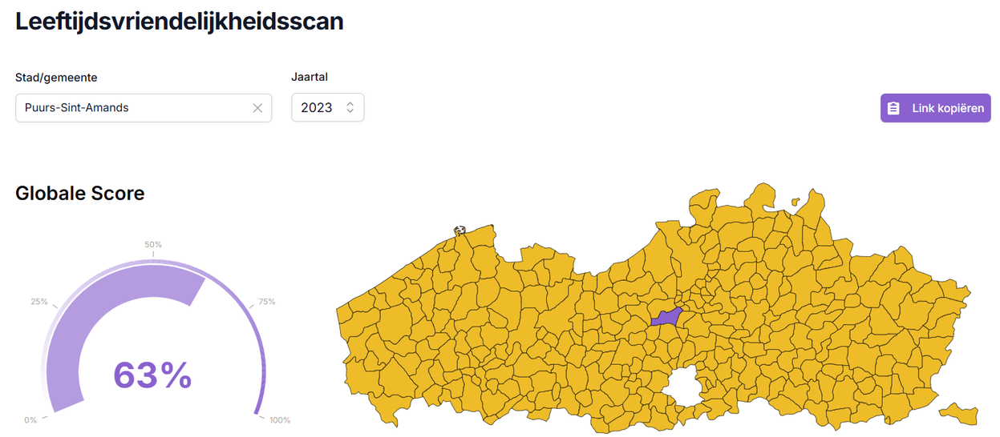 Leeftijdsvriendelijkheidsscan
Stad/gemeente
Jaartal
Puurs-Sint-Amands
2023
Link kopiëren
Globale Score
50%
25%
75%
63%
0%
100%